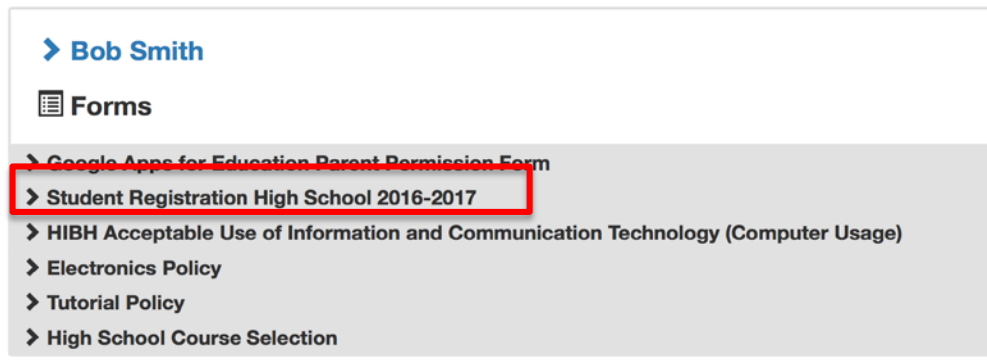 Bob Smith
Forms
Google Apps for Education Parent Permission Form
Student Registration High School 2016-2017
HIBH Acceptable Use of Information and Communication Technology (Computer Usage)
Electronics Policy
Tutorial Policy
High School Course Selection